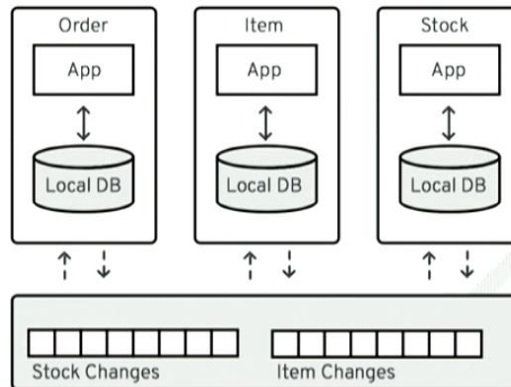 Order
Item
Stock
App
App
App
Local DB
Local DB
Local DB
Stock Changes
Item Changes